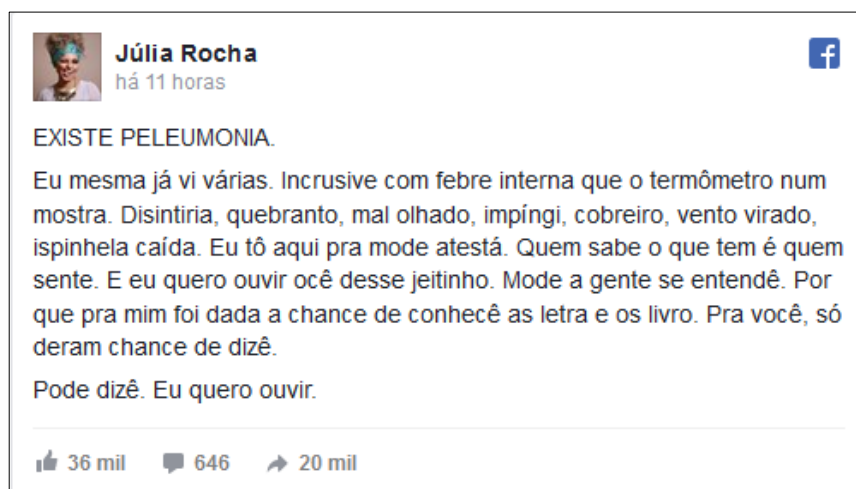 Júlia Rocha
há 11 horas
EXISTE PELEUMONIA.
Eu mesma já vi várias. Incrusive com febre interna que o termômetro num
mostra. Disintiria, quebranto, mal olhado, impíngi, cobreiro, vento virado,
ispinhela caída. Eu tô aqui pra mode atestá. Quem sabe o que tem é quem
sente. E eu quero ouvir ocê desse jeitinho. Mode a gente se entendê. Por
que pra mim foi dada a chance de conhecê as letra e os livro. Pra você, só
deram chance de dizê.
Pode dizê. Eu quero ouvir.
36 mil 646 20 mil